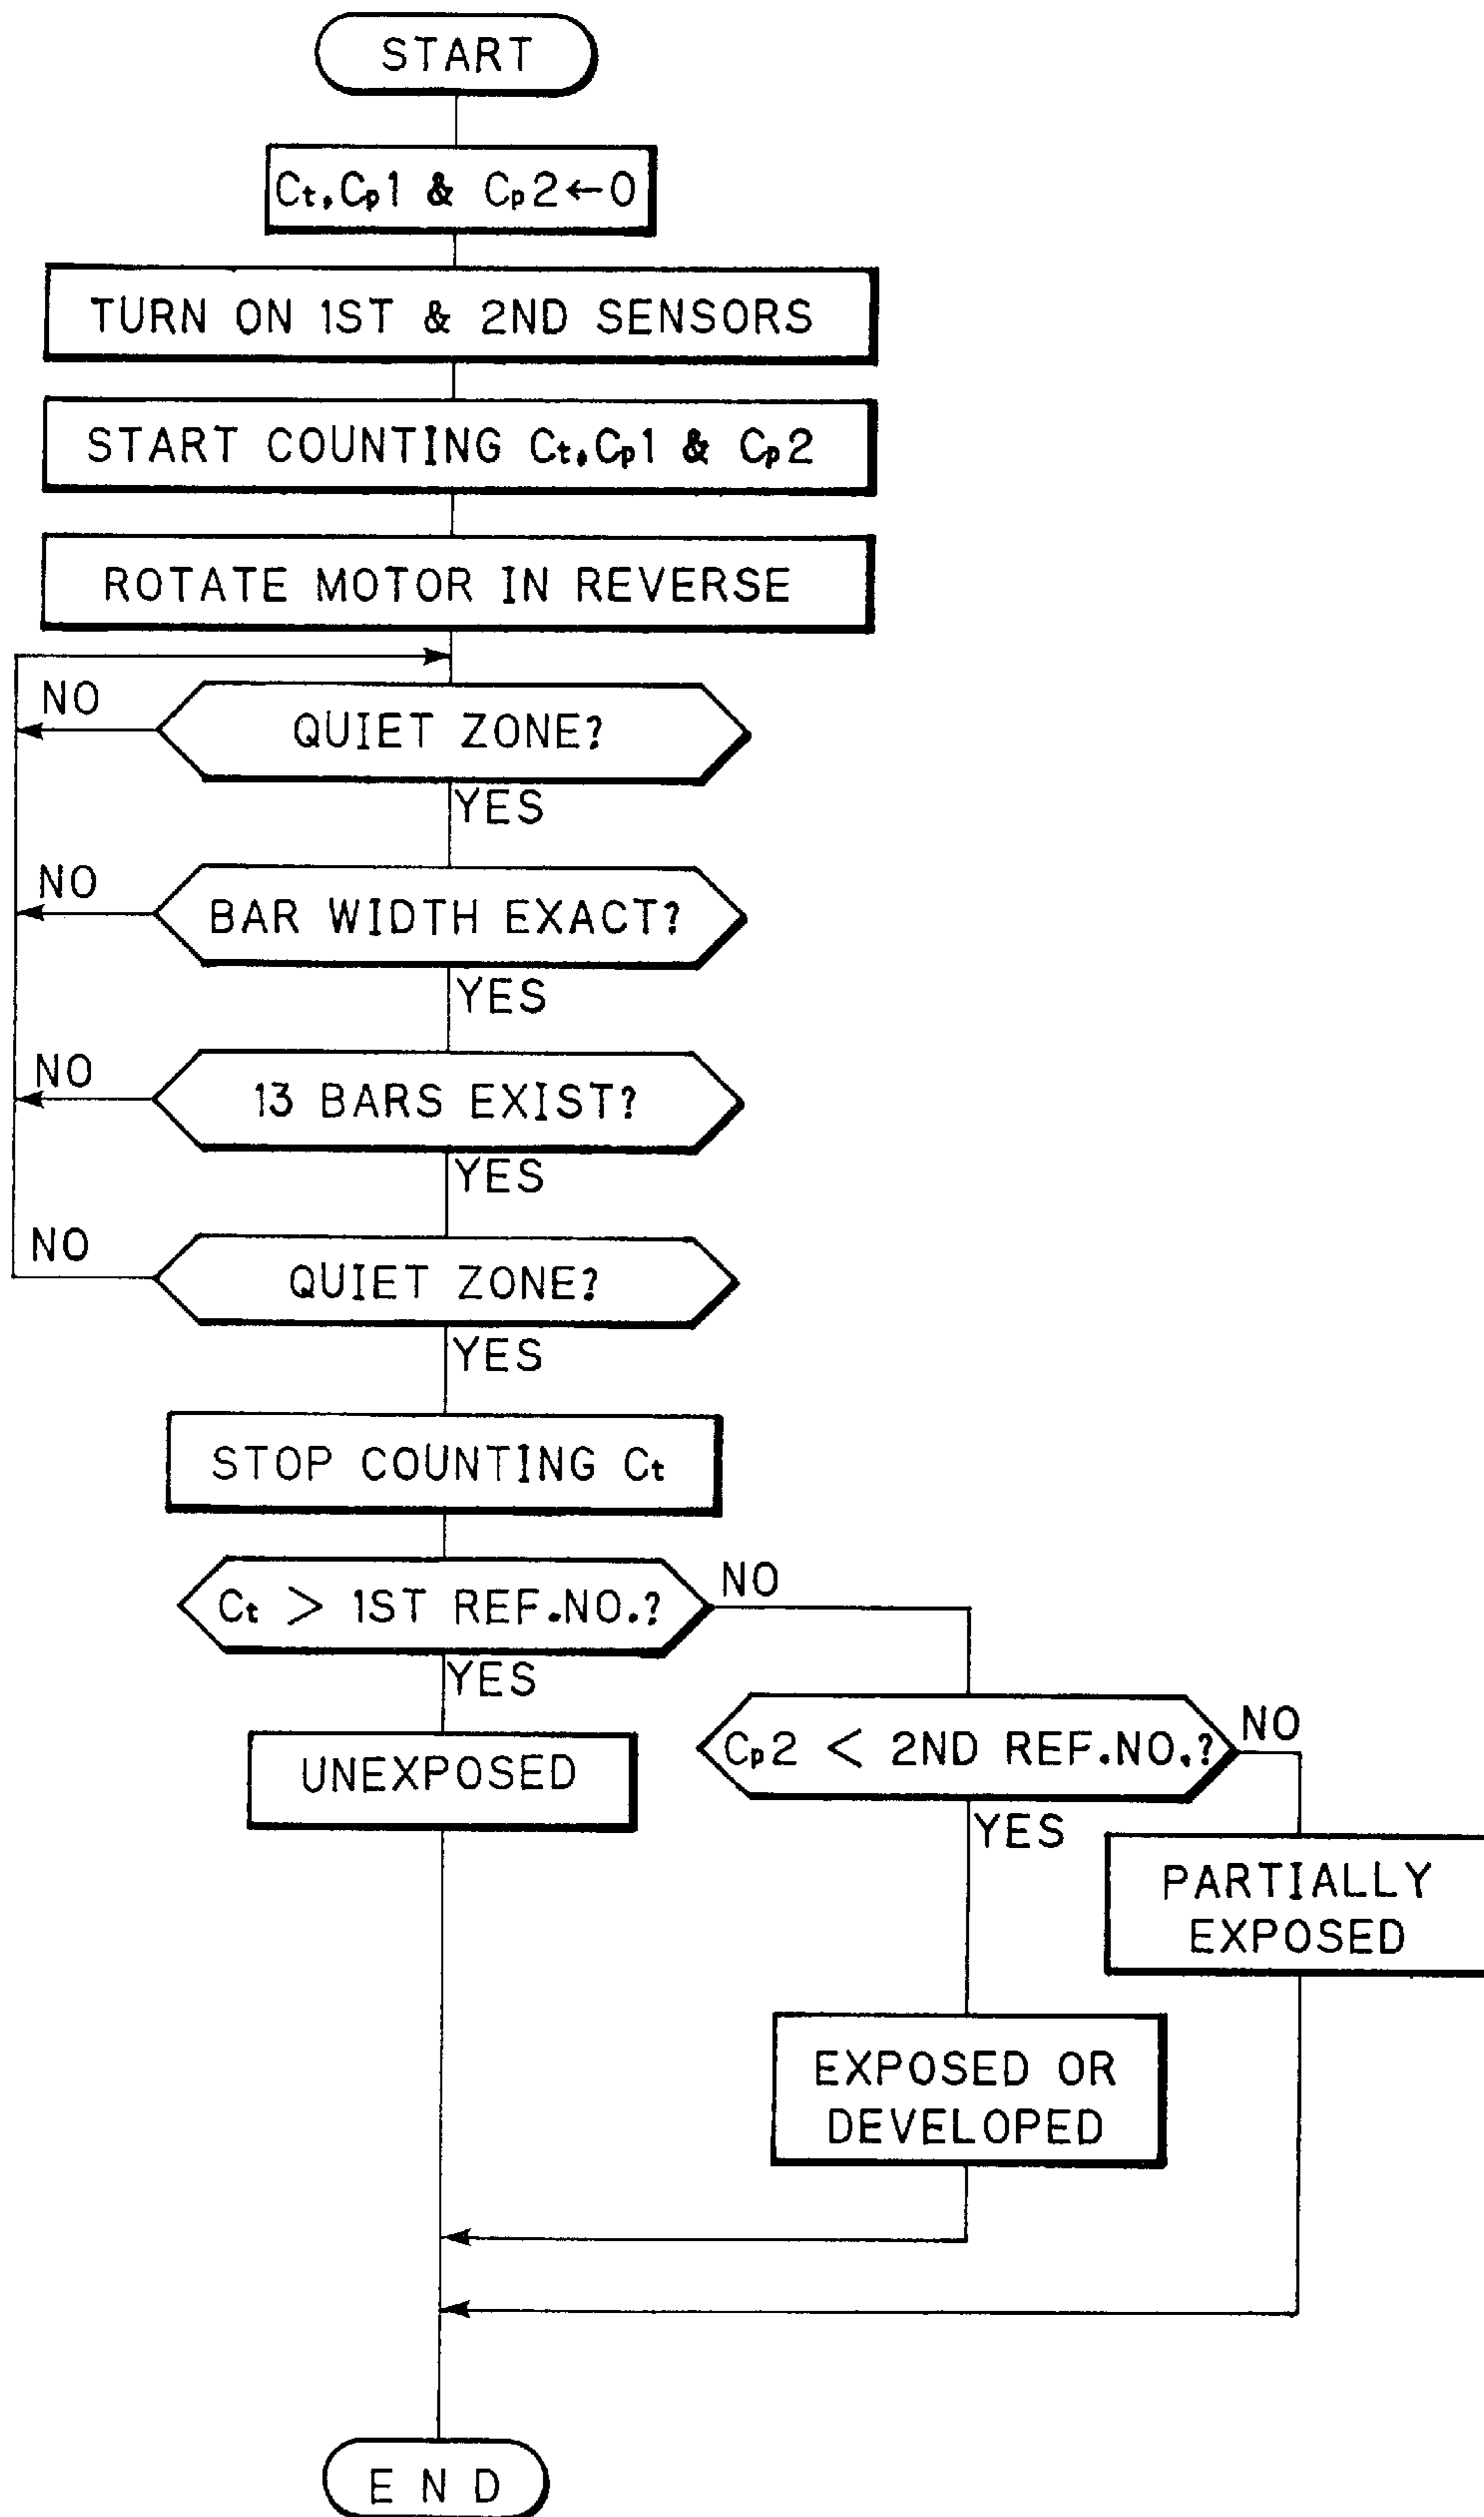 START
Ct,Cp1 & Cp2←0
TURN ON 1ST & 2ND SENSORS
START COUNTING Ct,Cp1 & Cp2
ROTATE MOTOR IN REVERSE
NO
QUIET ZONE?
YES
NO
BAR WIDTH EXACT?
YES
NO
13 BARS EXIST?
YES
NO
QUIET ZONE?
YES
STOP COUNTING Ct
Ct > 1ST REF.NO.?
NO
YES
UNEXPOSED
Cp2 < 2ND REF.NO.?
NO
YES
PARTIALLY
EXPOSED
EXPOSED OR
DEVELOPED
END